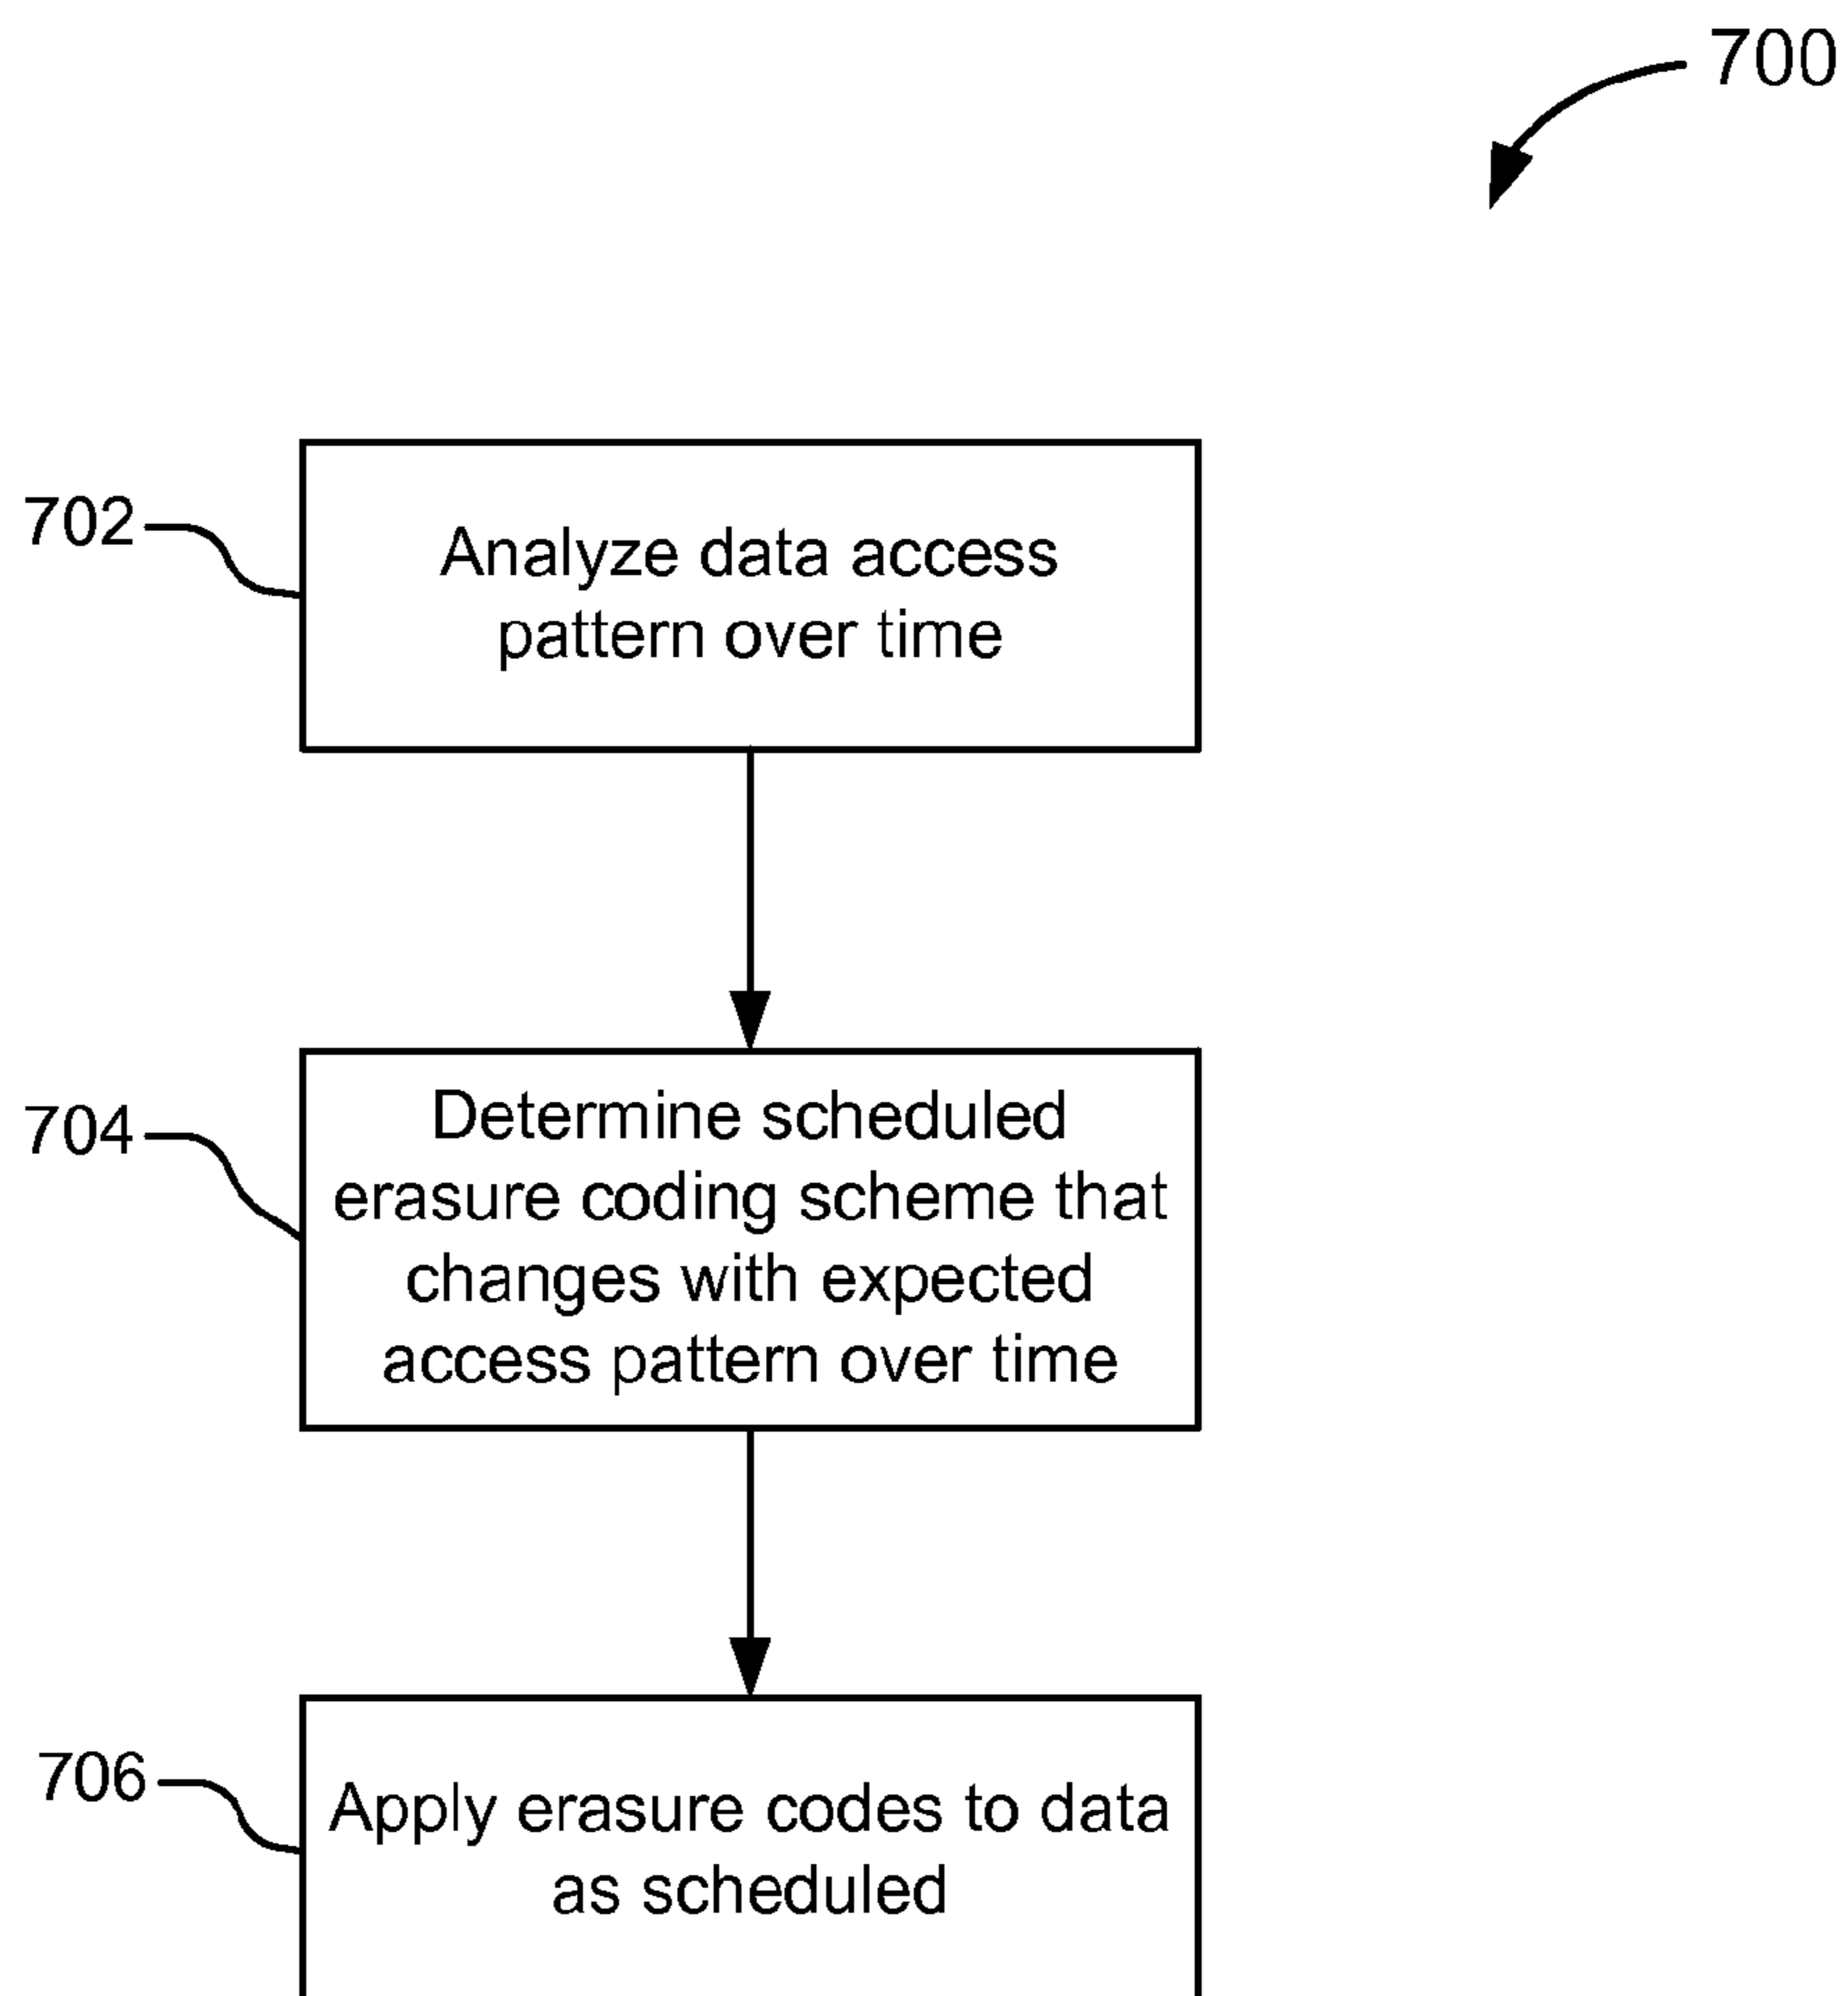 700
702
Analyze data access
pattern over time
704
Determine scheduled
erasure coding scheme that
changes with expected
access pattern over time
706
Apply erasure codes to data
as scheduled